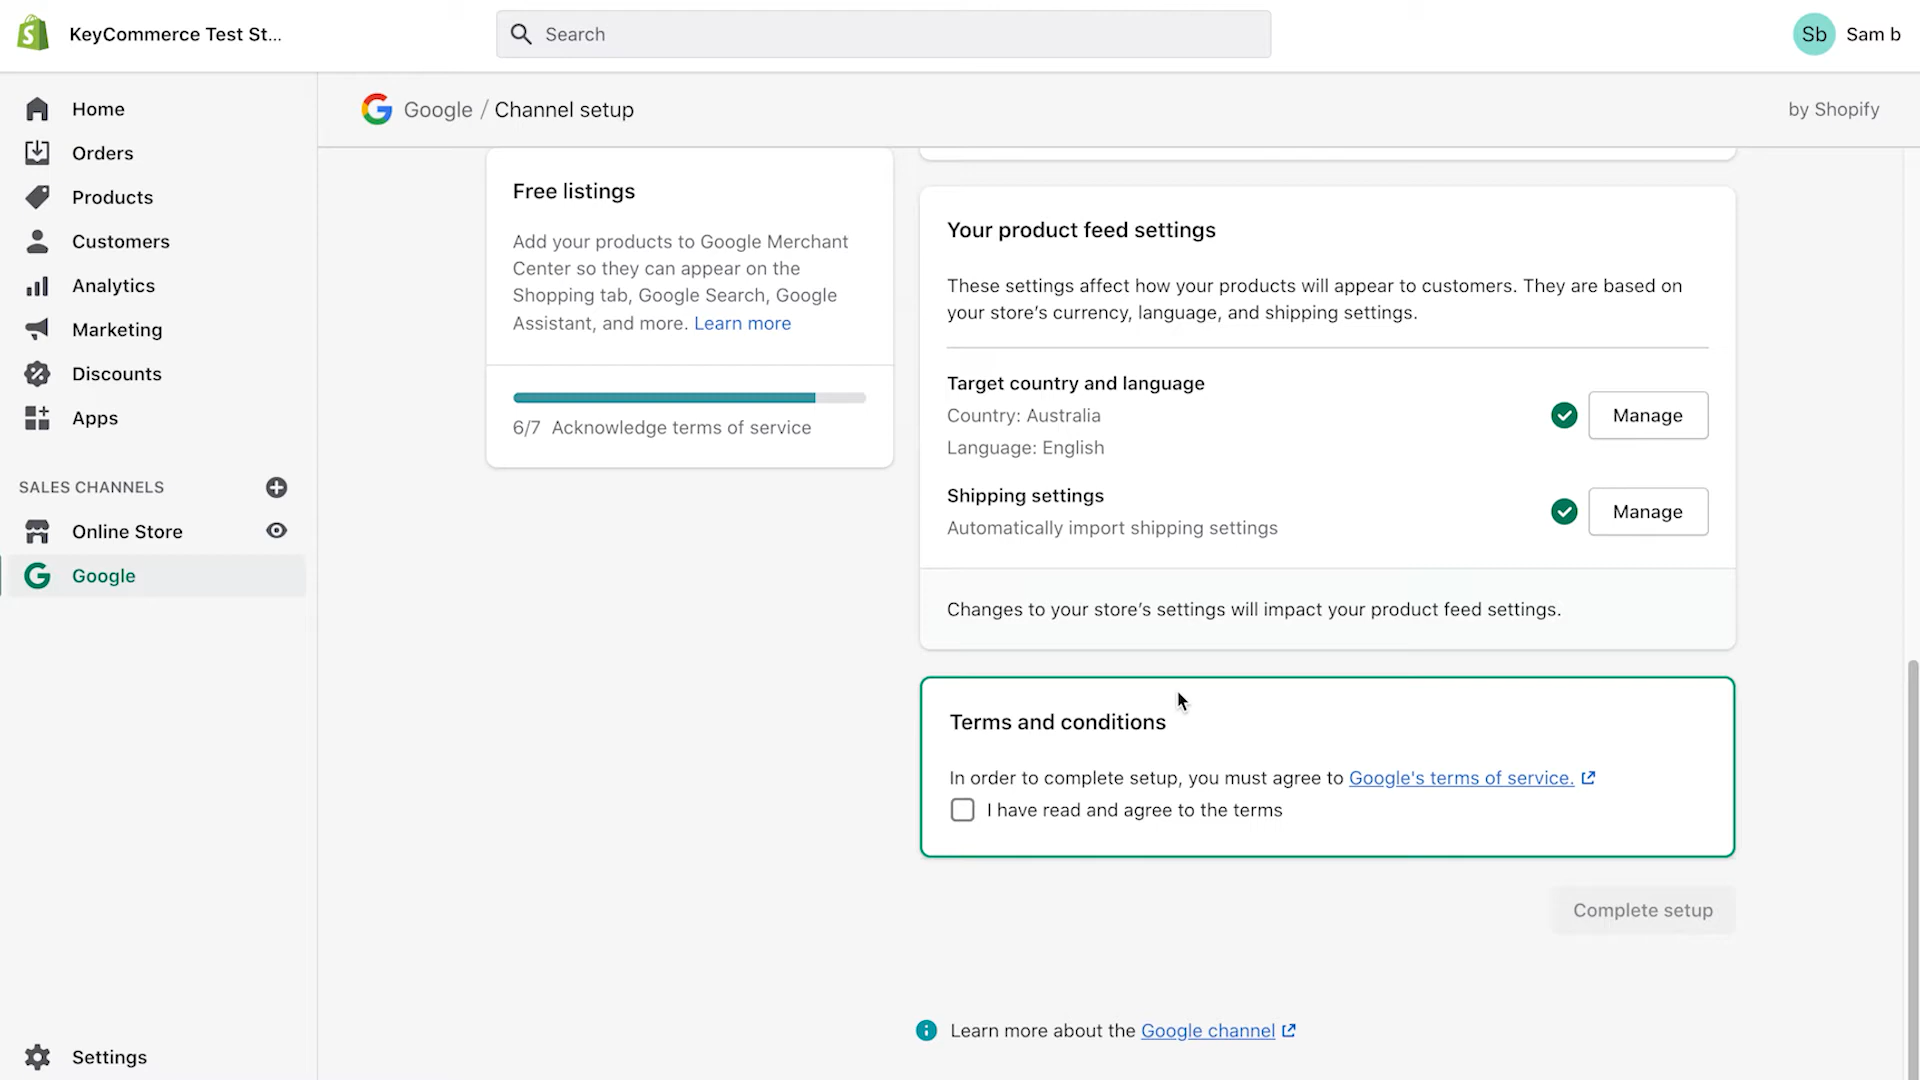 KeyCommerce Test St...
Search
Sb
Sam b
Home
Orders
Products
Customers
Analytics
Marketing
Discounts
Apps
SALES CHANNELS
Online Store
Google
Settings
Google / Channel setup
by Shopify
Free listings
Add your products to Google Merchant
Center so they can appear on the
Shopping tab, Google Search, Google
Assistant, and more. Learn more
6/7 Acknowledge terms of service
Your product feed settings
These settings affect how your products will appear to customers. They are based on
your store’s currency, language, and shipping settings.
Target country and language
Country: Australia
Language: English
Manage
Shipping settings
Automatically import shipping settings
Manage
Changes to your store’s settings will impact your product feed settings.
Terms and conditions
In order to complete setup, you must agree to Google's terms of service.
I have read and agree to the terms
Complete setup
Learn more about the Google channel